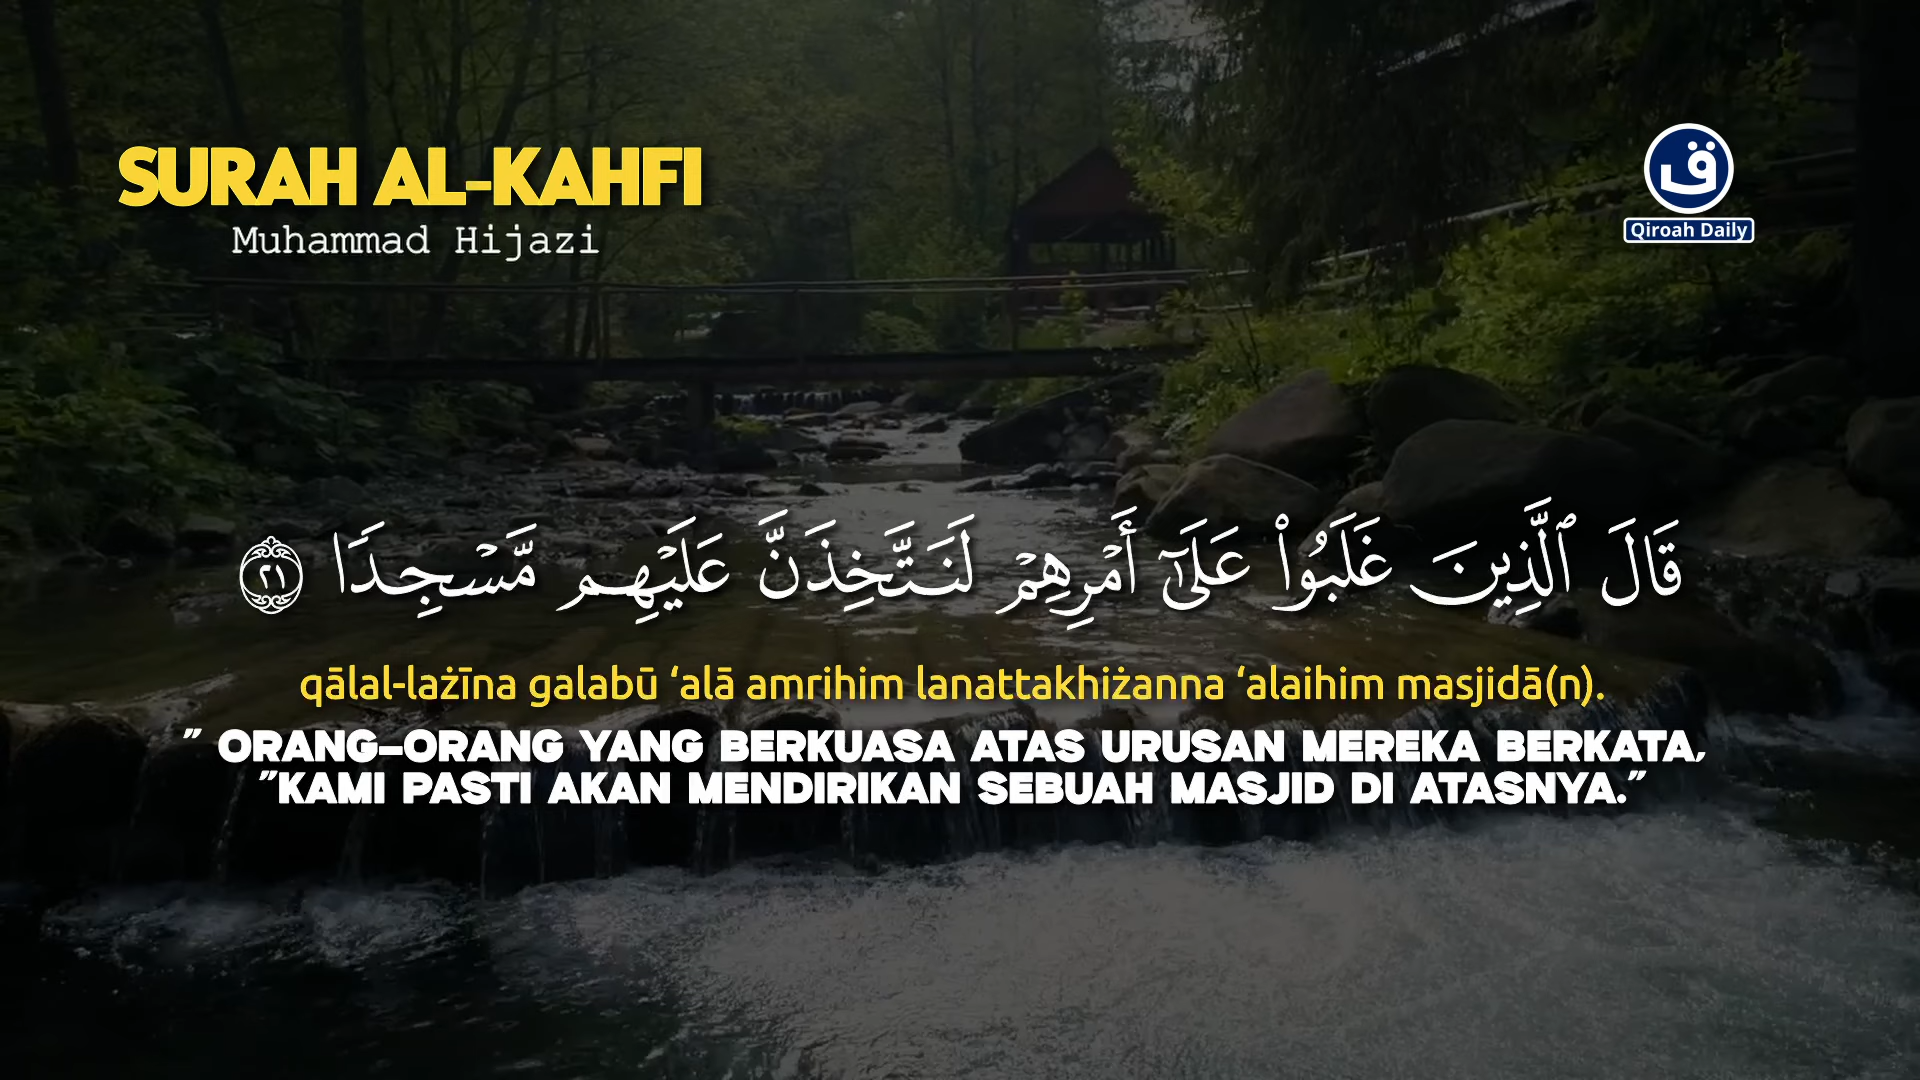 SURAH AL-KAHFI
Muhammad Hijazi
ق
Qiroah Daily
قَالَ ٱلَّذِينَ غَلَبُوا۟ عَلَىٰٓ أَمْرِهِمْ لَنَتَّخِذَنَّ عَلَيْهِم مَّسْجِدًا ٢١
qālal-lażīna galabū ‘alā amrihim lanattakhiżanna ‘alaihim masjidā(n).
" ORANG-ORANG YANG BERKUASA ATAS URUSAN MEREKA BERKATA,
"KAMI PASTI AKAN MENDIRIKAN SEBUAH MASJID DI ATASNYA."